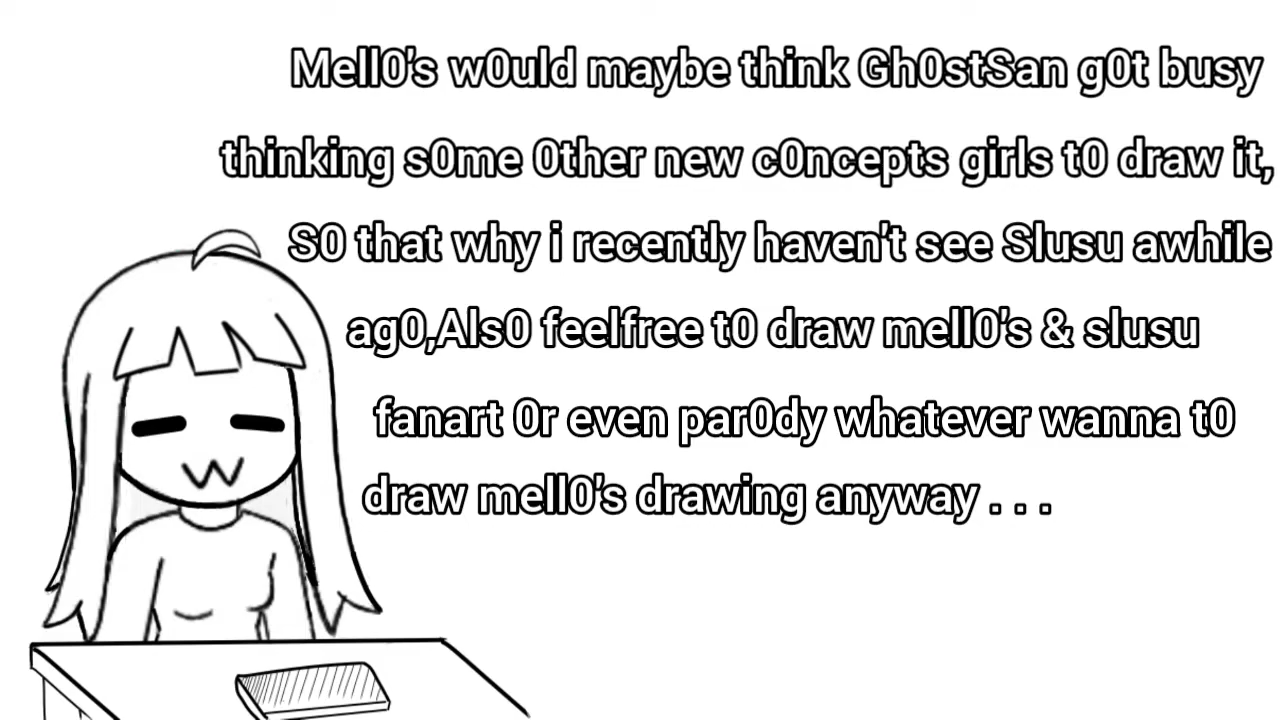 Mell0's w0uld maybe think Gh0stSan g0t busy
thinking s0me 0ther new c0ncepts girls t0 draw it,
S0 that why i recently haven't see Slusu awhile
ag0,Als0 feelfree t0 draw mell0's & slusu
fanart 0r even par0dy whatever wanna t0
draw mell0's drawing anyway . . .